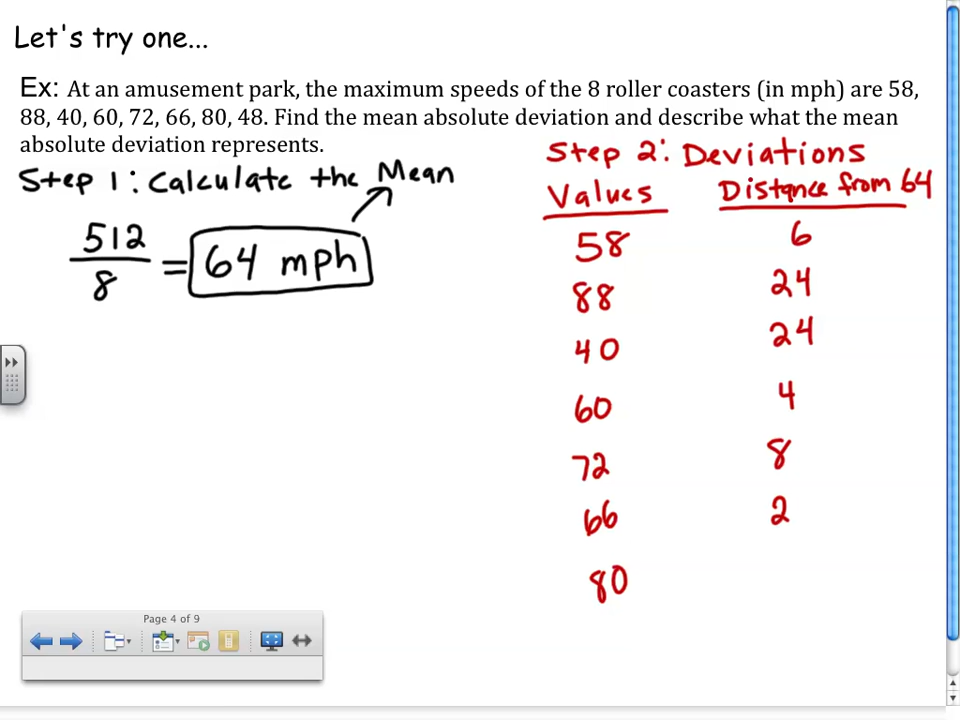 Let's try one...
Ex: At an amusement park, the maximum speeds of the 8 roller coasters (in mph) are 58,
88, 40, 60, 72, 66, 80, 48. Find the mean absolute deviation and describe what the mean
absolute deviation represents.
Step 1: Calculate the Mean
512
8
= 64 mph
Step 2: Deviations
Values Distance from 64
58 6
88 24
40 24
60 4
72 8
66 2
80
Page 4 of 9